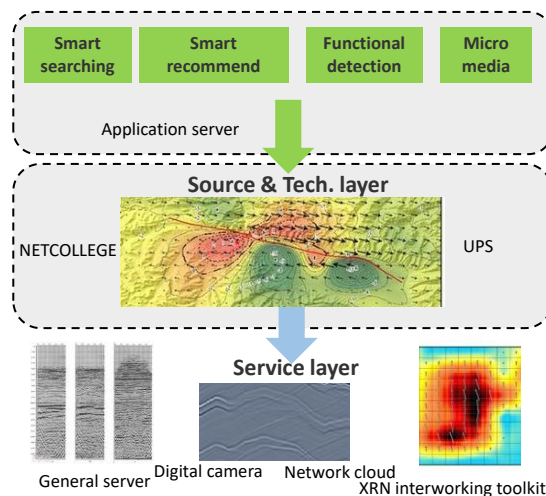 Smart
searching
Smart
recommend
Functional
detection
Micro
media
Application server
Source & Tech. layer
NETCOLLEGE
UPS
Service layer
General server
Digital camera
Network cloud
XRN interworking toolkit